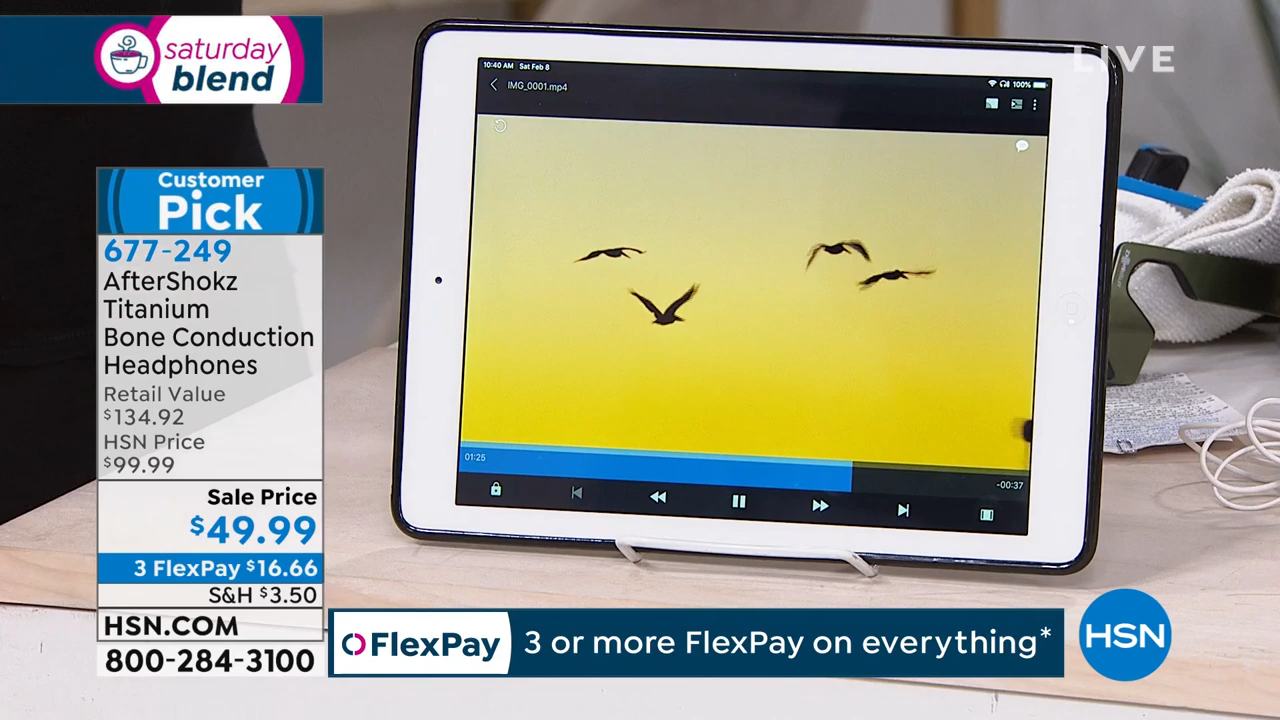 saturday
blend
LIVE
Customer
Pick
677-249
AfterShokz
Titanium
Bone Conduction
Headphones
Retail Value
$134.92
HSN Price
$99.99
Sale Price
$49.99
3 FlexPay $16.66
S&H $3.50
HSN.COM
800-284-3100
10:40 AM Sat Feb 8
100%
IMG_0001.mp4
01:25
-00:37
FlexPay
3 or more FlexPay on everything*
HSN